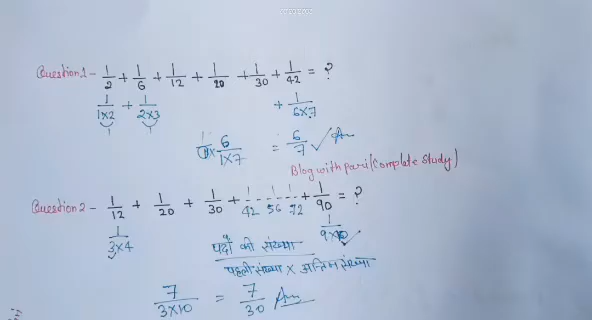 Question 1 - 1/2 + 1/6 + 1/12 + 1/20 + 1/30 + 1/42 = ?
1/1×2 + 1/2×3 + 1/6×7
1 1
6/1×7 = 6/7 ✓ Ans
Blog with pari (Complete study)
Question 2 - 1/12 + 1/20 + 1/30 + 1/42 - - 1/56 - - 1/72 + 1/90 = ?
1/3×4 1/9×10
पदों की संख्या / पहली संख्या × अन्तिम संख्या
7/3×10 = 7/30 Ans